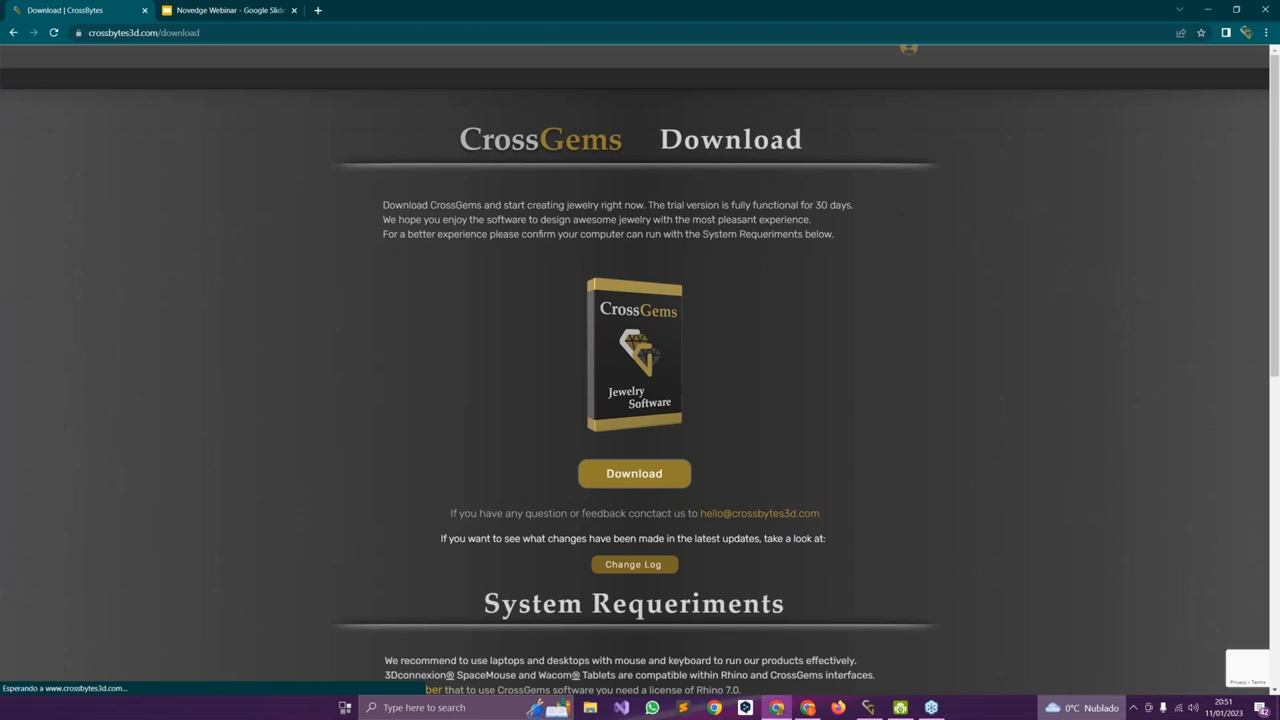 Download | CrossBytes
Novedge Webinar - Google Slide
crossbytes3d.com/download
CrossGems Download
Download CrossGems and start creating jewelry right now. The trial version is fully functional for 30 days.
We hope you enjoy the software to design awesome jewelry with the most pleasant experience.
For a better experience please confirm your computer can run with the System Requeriments below.
CrossGems
Jewelry
Software
Download
If you have any question or feedback conctact us to hello@crossbytes3d.com
If you want to see what changes have been made in the latest updates, take a look at:
Change Log
System Requeriments
We recommend to use laptops and desktops with mouse and keyboard to run our products effectively.
3Dconnexion® SpaceMouse and Wacom® Tablets are compatible within Rhino and CrossGems interfaces.
ber that to use CrossGems software you need a license of Rhino 7.0.
Privacy - Terms
Esperando a www.crossbytes3d.com...
Type here to search
0°C Nublado
20:51
11/01/2023
42